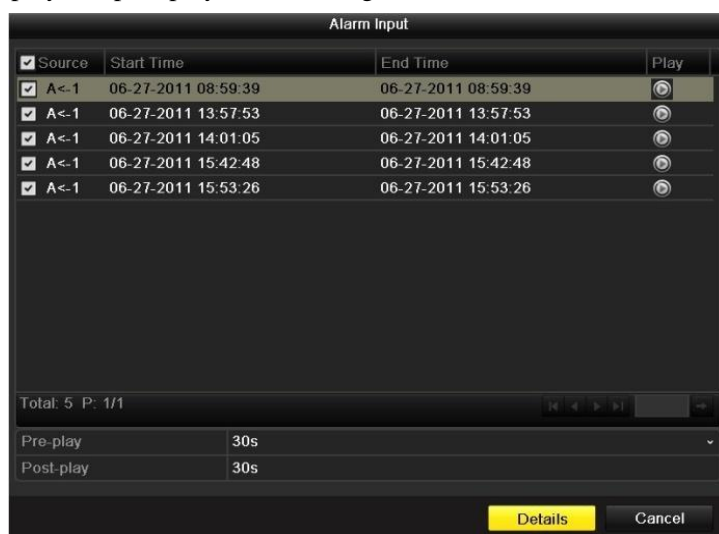 Alarm Input
Source Start Time End Time Play
A<-1 06-27-2011 08:59:39 06-27-2011 08:59:39
A<-1 06-27-2011 13:57:53 06-27-2011 13:57:53
A<-1 06-27-2011 14:01:05 06-27-2011 14:01:05
A<-1 06-27-2011 15:42:48 06-27-2011 15:42:48
A<-1 06-27-2011 15:53:26 06-27-2011 15:53:26
Total: 5 P: 1/1
Pre-play 30s
Post-play 30s
Details Cancel